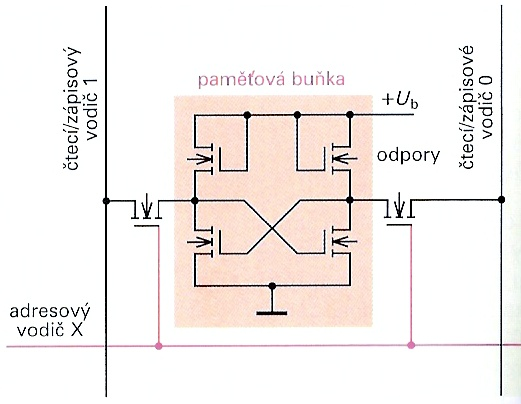 čtecí/zápisový
vodič 1
paměťová buňka
+Ub
odpory
čtecí/zápisové
vodič 0
adresový
vodič X